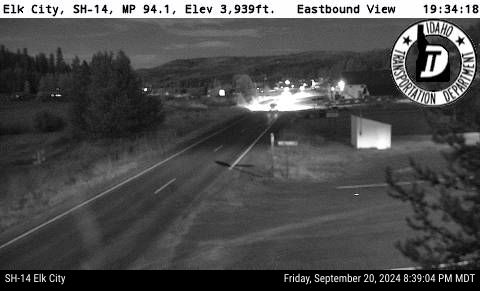 Elk City, SH-14, MP 94.1, Elev 3,939ft. Eastbound View 19:34:18
IDAHO
TRANSPORTATION DEPARTMENT
SH-14 Elk City Friday, September 20, 2024 8:39:04 PM MDT